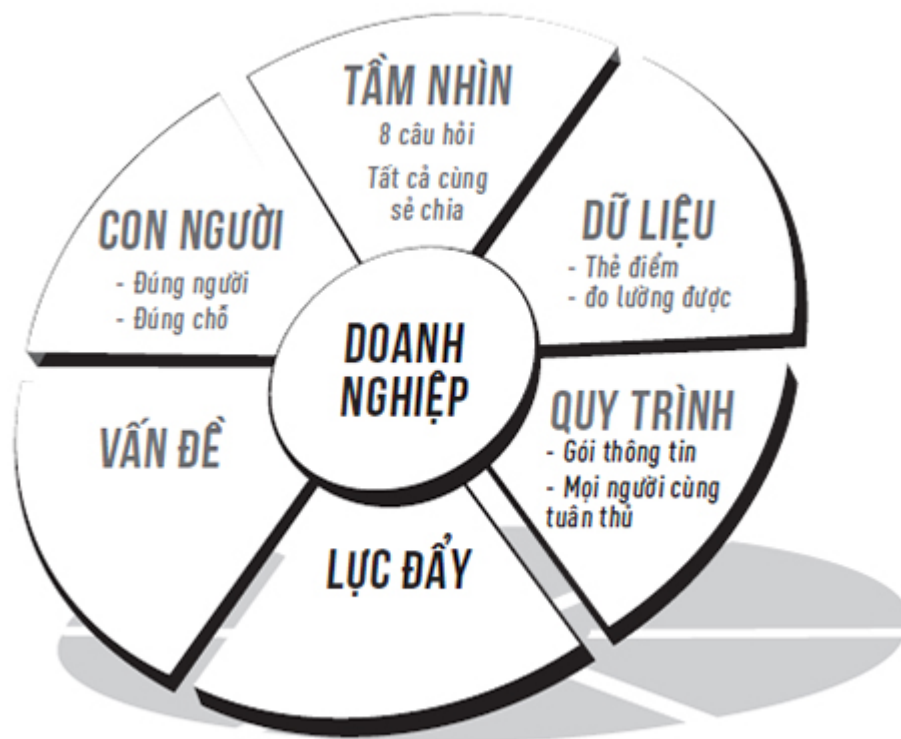 TẦM NHÌN
8 câu hỏi
Tất cả cùng
sẻ chia
DỮ LIỆU
- Thẻ điểm
- đo lường được
CON NGƯỜI
- Đúng người
- Đúng chỗ
DOANH
NGHIỆP
QUY TRÌNH
- Gói thông tin
- Mọi người cùng
tuân thủ
VẤN ĐỀ
LỰC ĐẨY